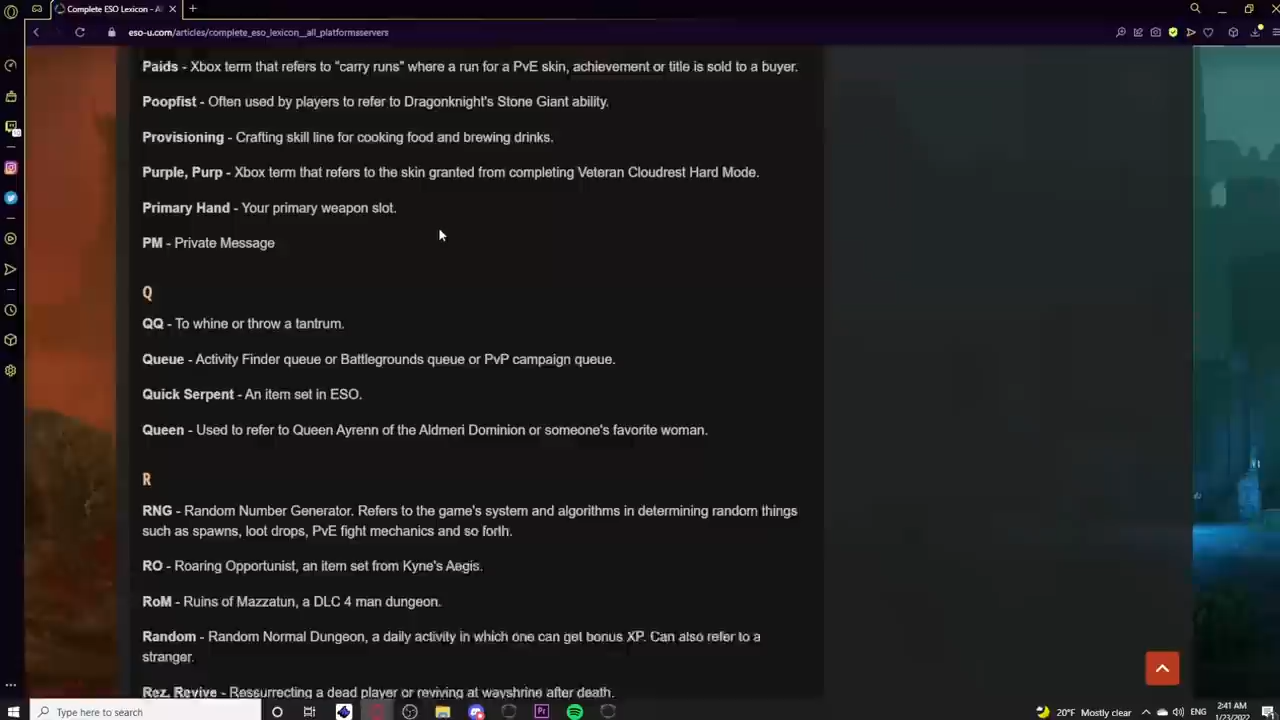 Complete ESO Lexicon - Al
eso-u.com/articles/complete_eso_lexicon__all_platformsservers
Paids - Xbox term that refers to "carry runs" where a run for a PvE skin, achievement or title is sold to a buyer.
Poopfist - Often used by players to refer to Dragonknight's Stone Giant ability.
Provisioning - Crafting skill line for cooking food and brewing drinks.
Purple, Purp - Xbox term that refers to the skin granted from completing Veteran Cloudrest Hard Mode.
Primary Hand - Your primary weapon slot.
PM - Private Message
Q
QQ - To whine or throw a tantrum.
Queue - Activity Finder queue or Battlegrounds queue or PvP campaign queue.
Quick Serpent - An item set in ESO.
Queen - Used to refer to Queen Ayrenn of the Aldmeri Dominion or someone's favorite woman.
R
RNG - Random Number Generator. Refers to the game's system and algorithms in determining random things
such as spawns, loot drops, PvE fight mechanics and so forth.
RO - Roaring Opportunist, an item set from Kyne's Aegis.
RoM - Ruins of Mazzatun, a DLC 4 man dungeon.
Random - Random Normal Dungeon, a daily activity in which one can get bonus XP. Can also refer to a
stranger.
Rez, Revive - Ressurrecting a dead player or reviving at wayshrine after death.
Type here to search
20°F Mostly clear
ENG
2:41 AM
1/23/2022